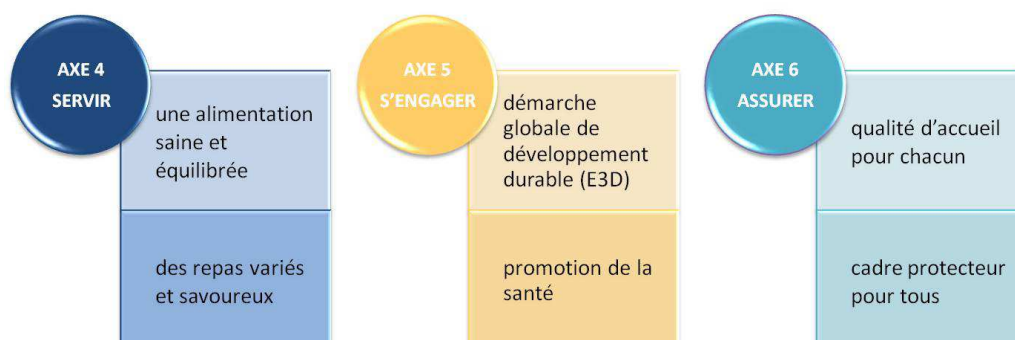 AXE 4
SERVIR
une alimentation
saine et
équilibrée
des repas variés
et savoureux
AXE 5
S'ENGAGER
démarche
globale de
développement
durable (E3D)
promotion de la
santé
AXE 6
ASSURER
qualité d'accueil
pour chacun
cadre protecteur
pour tous